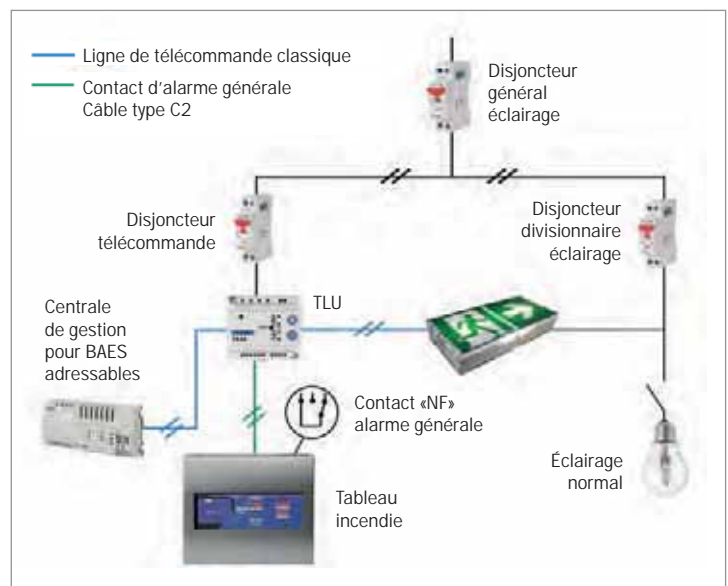 Ligne de télécommande classique
Contact d'alarme générale
Câble type C2
Disjoncteur
général
éclairage
Disjoncteur
télécommande
Disjoncteur
divisionnaire
éclairage
Centrale
de gestion
pour BAES
adressables
TLU
Contact «NF»
alarme générale
Tableau
incendie
Éclairage
normal